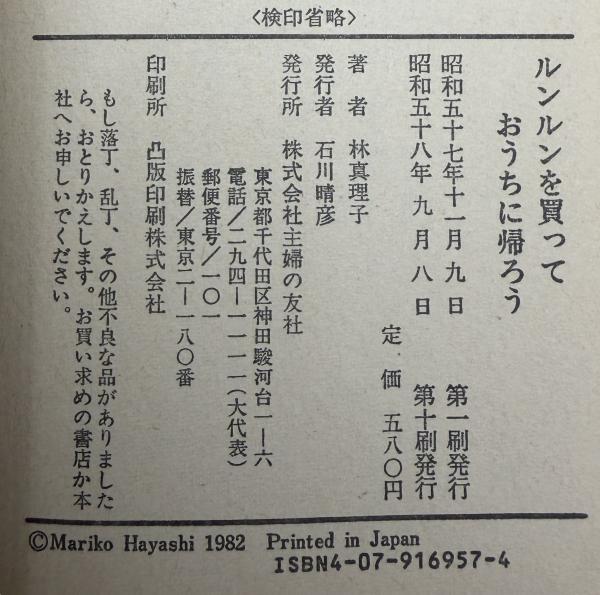 〈検印省略〉
ルンルンを買って
おうちに帰ろう
昭和五十七年十一月九日 第一刷発行
昭和五十八年九月八日 第十刷発行
定価 五八〇円
著者 林真理子
発行者 石川晴彦
発行所 株式会社主婦の友社
東京都千代田区神田駿河台一ー六
電話/二九四ー一一一一(大代表)
郵便番号/一〇一
振替/東京二ー一八〇番
印刷所 凸版印刷株式会社
もし落丁、乱丁、その他不良な品がありました
ら、おとりかえします。お買い求めの書店か本
社へお申しいでください。
©Mariko Hayashi 1982 Printed in Japan
ISBN4-07-916957-4